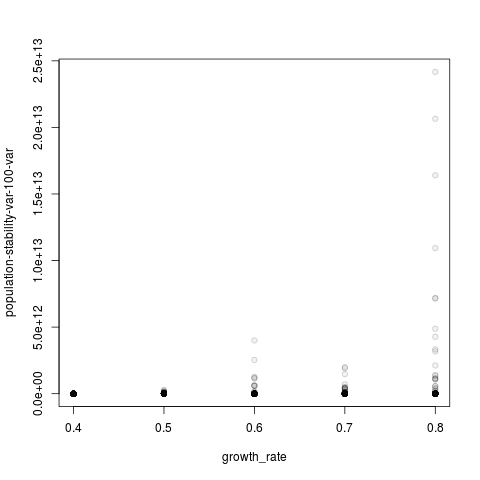 2.5e+13
2.0e+13
1.5e+13
1.0e+13
5.0e+12
0.0e+00
population-stability-var-100-var
0.4 0.5 0.6 0.7 0.8
growth_rate